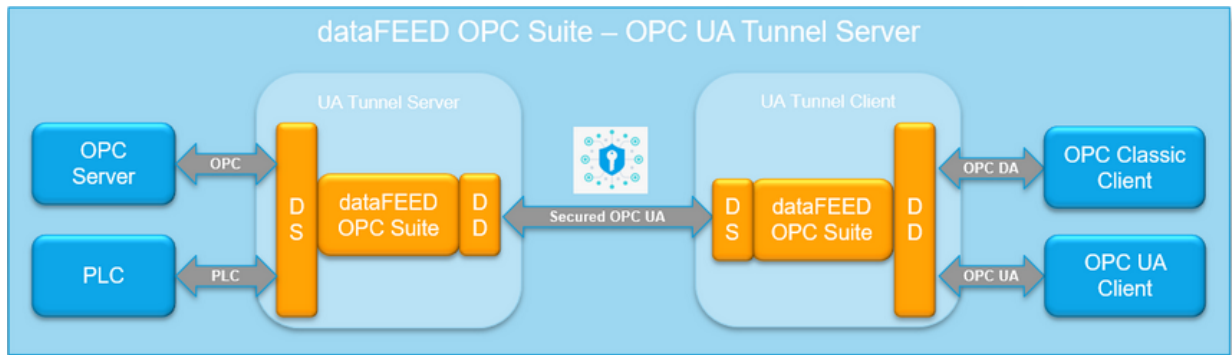 dataFEED OPC Suite – OPC UA Tunnel Server
UA Tunnel Server
UA Tunnel Client
OPC
Server
OPC
PLC
PLC
D
S
dataFEED
OPC Suite
D
D
Secured OPC UA
D
S
dataFEED
OPC Suite
D
D
OPC DA
OPC Classic
Client
OPC UA
OPC UA
Client